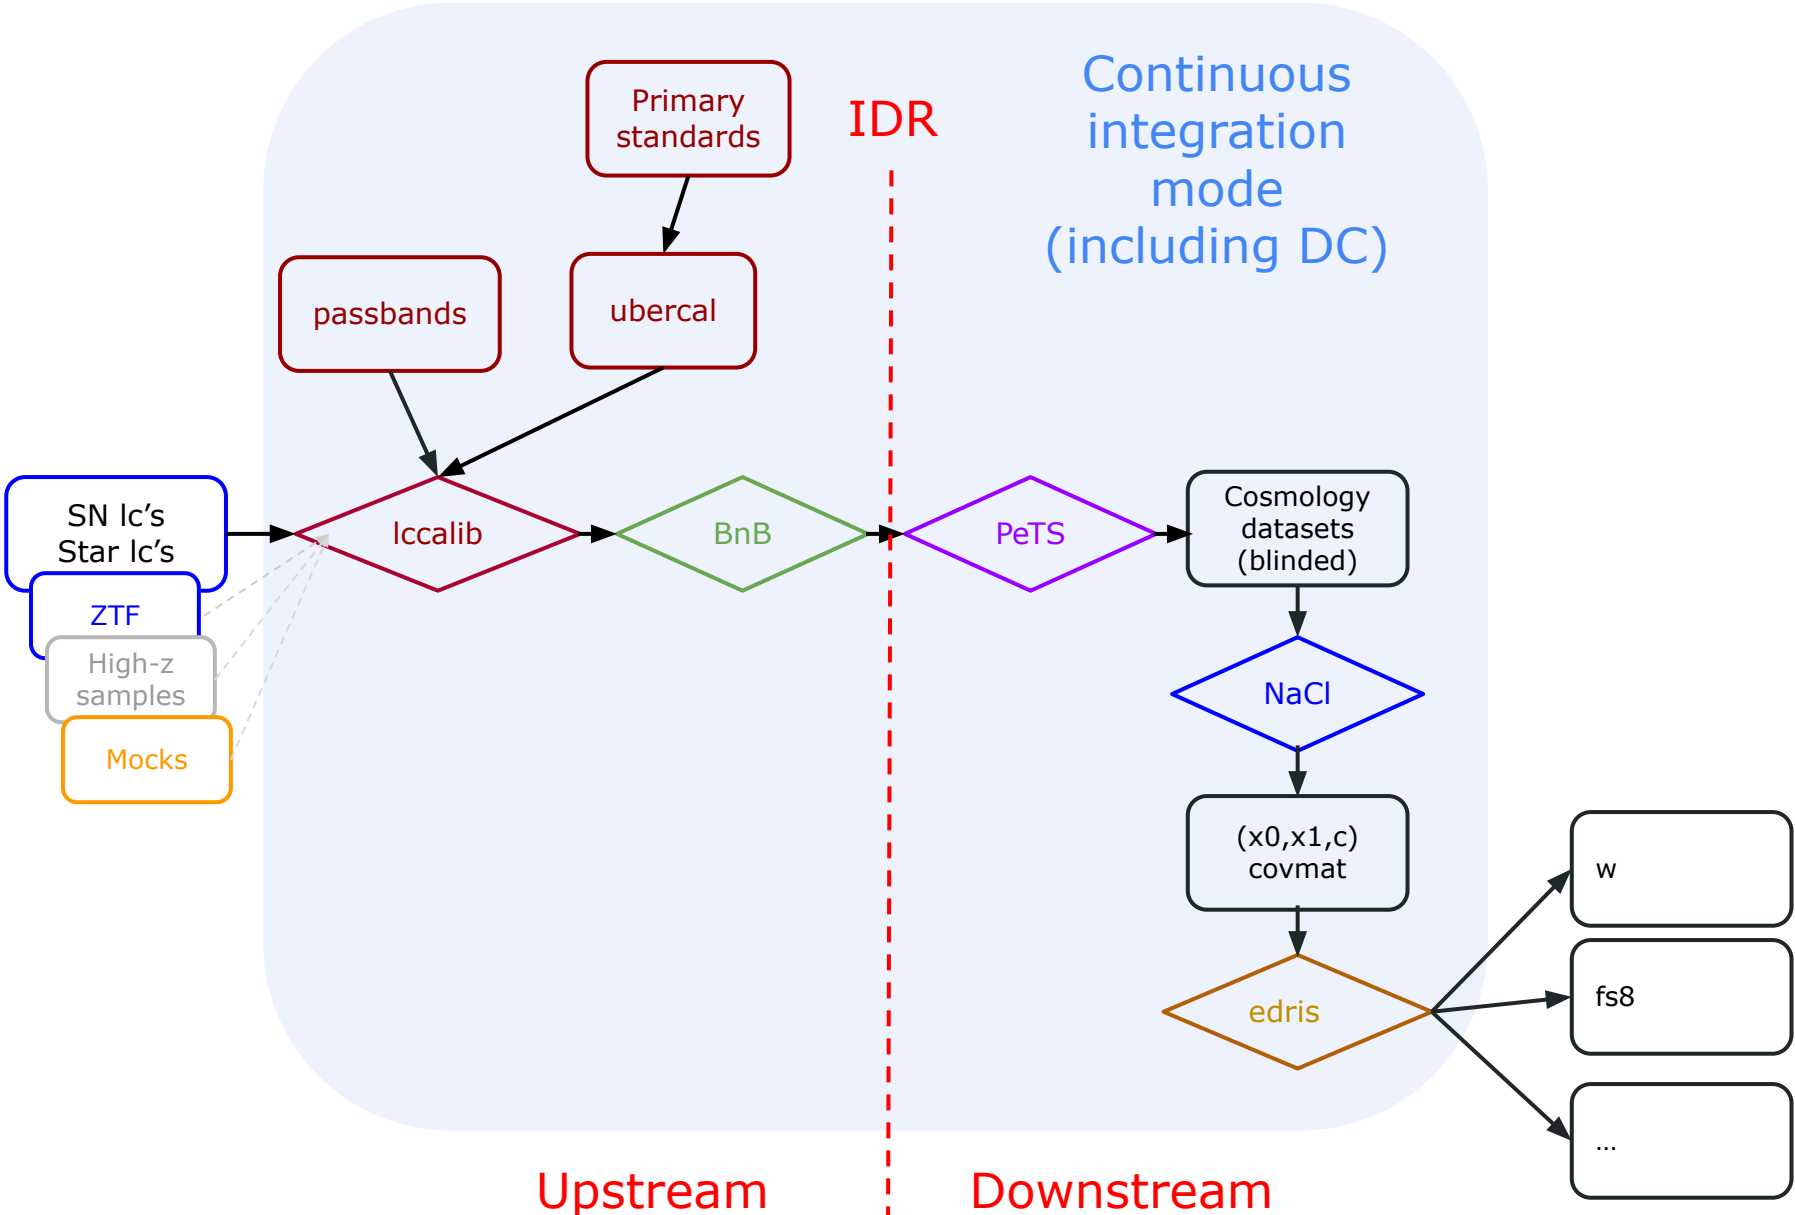 Primary
standards
IDR
Continuous
integration
mode
(including DC)
passbands
ubercal
SN lc’s
Star lc’s
ZTF
High-z
samples
Mocks
lccalib
BnB
PeTS
Cosmology
datasets
(blinded)
NaCl
(x0,x1,c)
covmat
edris
w
fs8
...
Upstream
Downstream